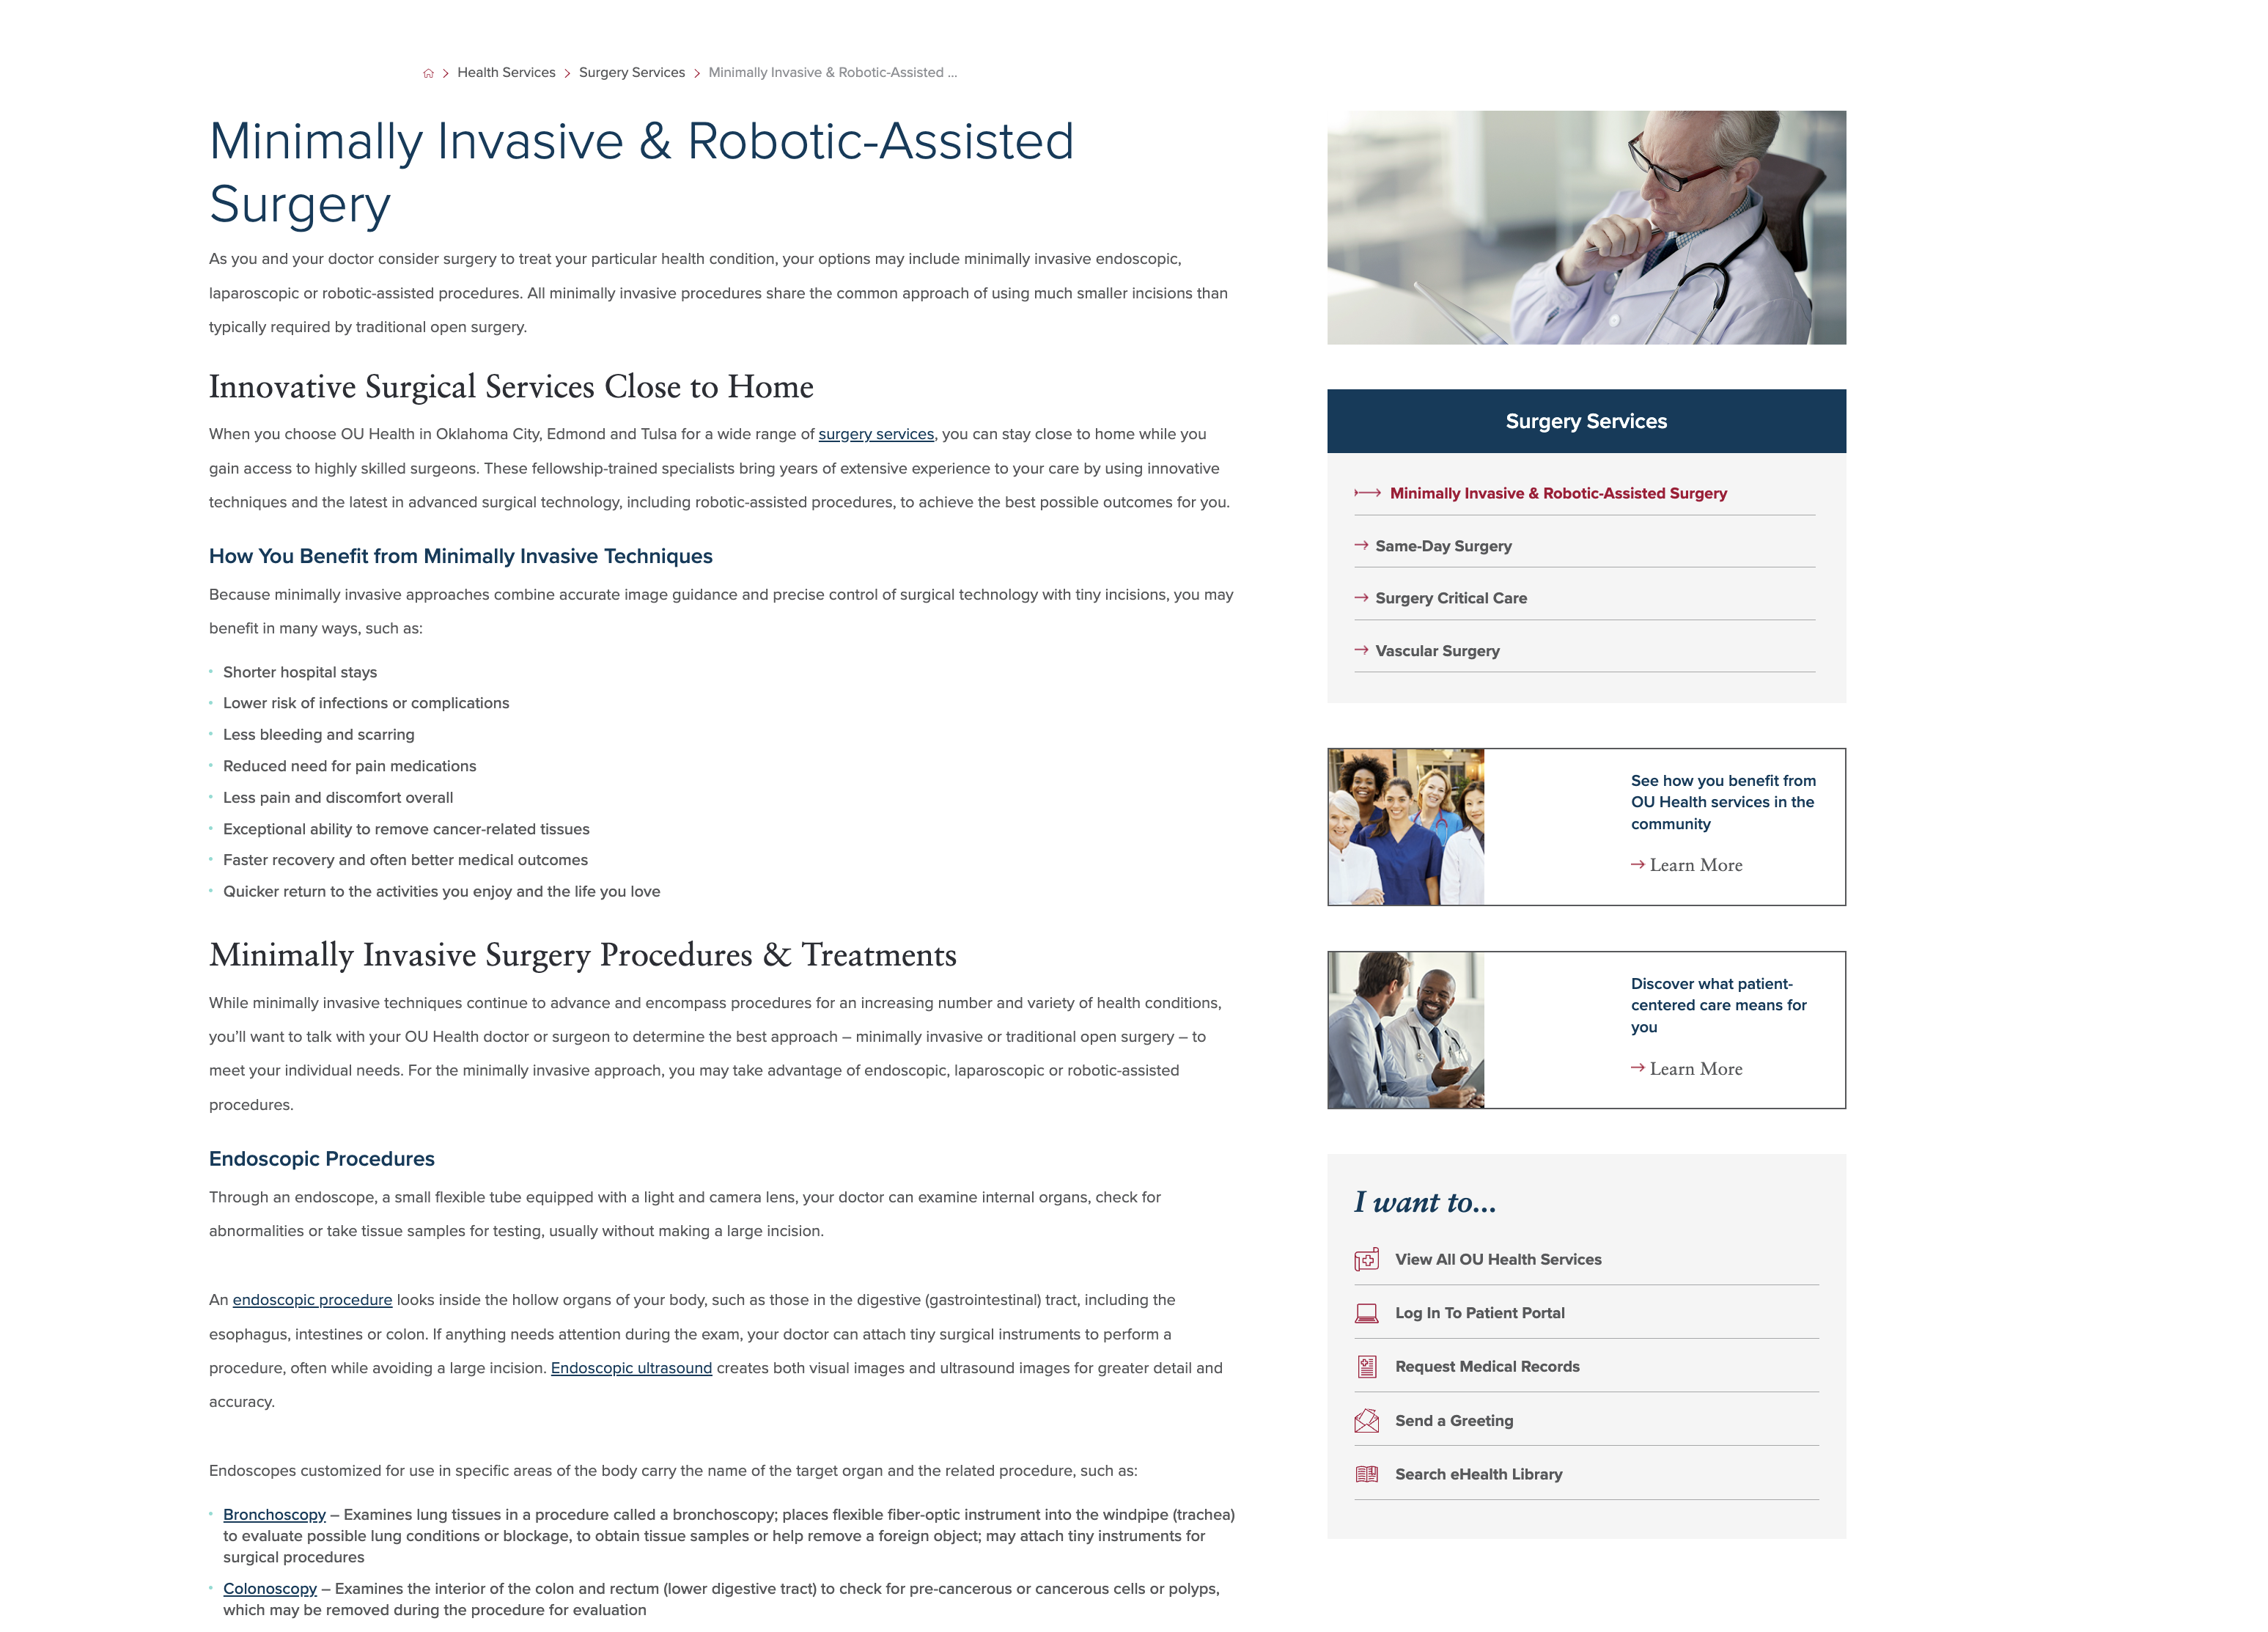 Health Services
Surgery Services
Minimally Invasive & Robotic-Assisted ...
Minimally Invasive & Robotic-Assisted
Surgery
As you and your doctor consider surgery to treat your particular health condition, your options may include minimally invasive endoscopic,
laparoscopic or robotic-assisted procedures. All minimally invasive procedures share the common approach of using much smaller incisions than
typically required by traditional open surgery.
Innovative Surgical Services Close to Home
When you choose OU Health in Oklahoma City, Edmond and Tulsa for a wide range of surgery services, you can stay close to home while you
gain access to highly skilled surgeons. These fellowship-trained specialists bring years of extensive experience to your care by using innovative
techniques and the latest in advanced surgical technology, including robotic-assisted procedures, to achieve the best possible outcomes for you.
How You Benefit from Minimally Invasive Techniques
Because minimally invasive approaches combine accurate image guidance and precise control of surgical technology with tiny incisions, you may
benefit in many ways, such as:
Shorter hospital stays
Lower risk of infections or complications
Less bleeding and scarring
Reduced need for pain medications
Less pain and discomfort overall
Exceptional ability to remove cancer-related tissues
Faster recovery and often better medical outcomes
Quicker return to the activities you enjoy and the life you love
Minimally Invasive Surgery Procedures & Treatments
While minimally invasive techniques continue to advance and encompass procedures for an increasing number and variety of health conditions,
you’ll want to talk with your OU Health doctor or surgeon to determine the best approach – minimally invasive or traditional open surgery – to
meet your individual needs. For the minimally invasive approach, you may take advantage of endoscopic, laparoscopic or robotic-assisted
procedures.
Endoscopic Procedures
Through an endoscope, a small flexible tube equipped with a light and camera lens, your doctor can examine internal organs, check for
abnormalities or take tissue samples for testing, usually without making a large incision.
An endoscopic procedure looks inside the hollow organs of your body, such as those in the digestive (gastrointestinal) tract, including the
esophagus, intestines or colon. If anything needs attention during the exam, your doctor can attach tiny surgical instruments to perform a
procedure, often while avoiding a large incision. Endoscopic ultrasound creates both visual images and ultrasound images for greater detail and
accuracy.
Endoscopes customized for use in specific areas of the body carry the name of the target organ and the related procedure, such as:
Bronchoscopy – Examines lung tissues in a procedure called a bronchoscopy; places flexible fiber-optic instrument into the windpipe (trachea)
to evaluate possible lung conditions or blockage, to obtain tissue samples or help remove a foreign object; may attach tiny instruments for
surgical procedures
Colonoscopy – Examines the interior of the colon and rectum (lower digestive tract) to check for pre-cancerous or cancerous cells or polyps,
which may be removed during the procedure for evaluation
Surgery Services
Minimally Invasive & Robotic-Assisted Surgery
Same-Day Surgery
Surgery Critical Care
Vascular Surgery
See how you benefit from
OU Health services in the
community
Learn More
Discover what patient-
centered care means for
you
Learn More
I want to...
View All OU Health Services
Log In To Patient Portal
Request Medical Records
Send a Greeting
Search eHealth Library